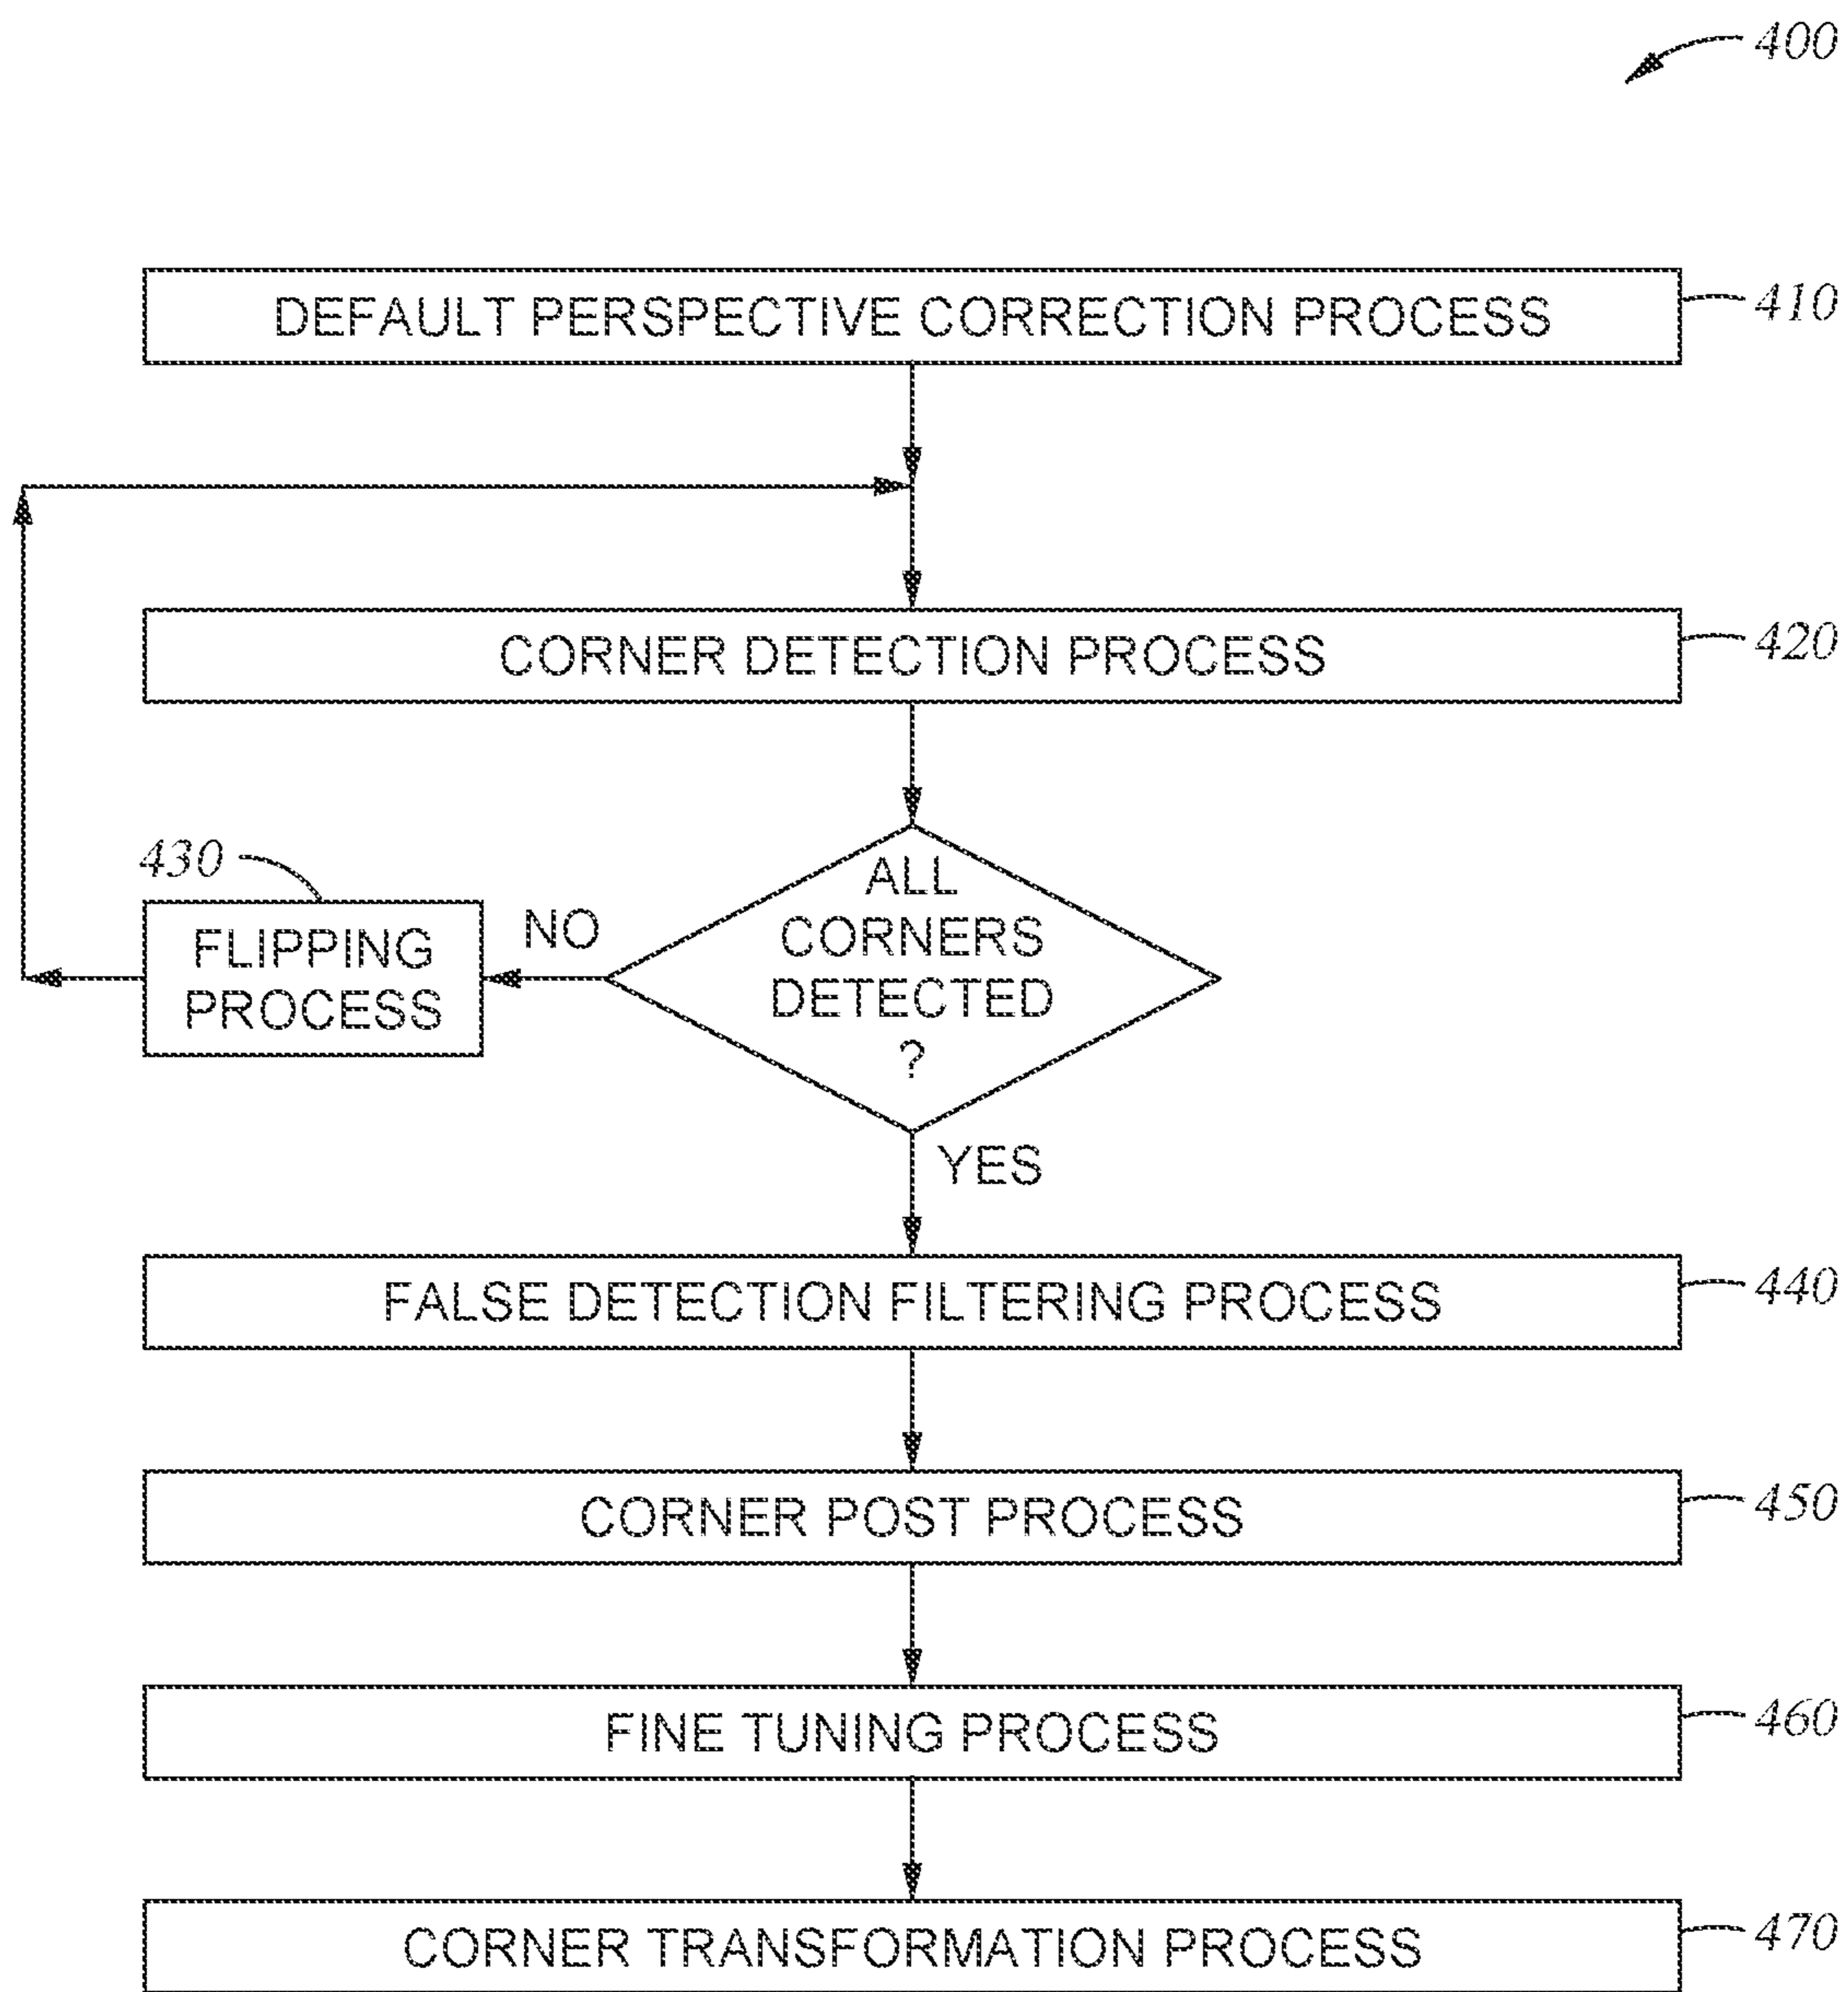 400
DEFAULT PERSPECTIVE CORRECTION PROCESS
410
CORNER DETECTION PROCESS
420
ALL
CORNERS
DETECTED
?
NO
430
FLIPPING
PROCESS
YES
FALSE DETECTION FILTERING PROCESS
440
CORNER POST PROCESS
450
FINE TUNING PROCESS
460
CORNER TRANSFORMATION PROCESS
470